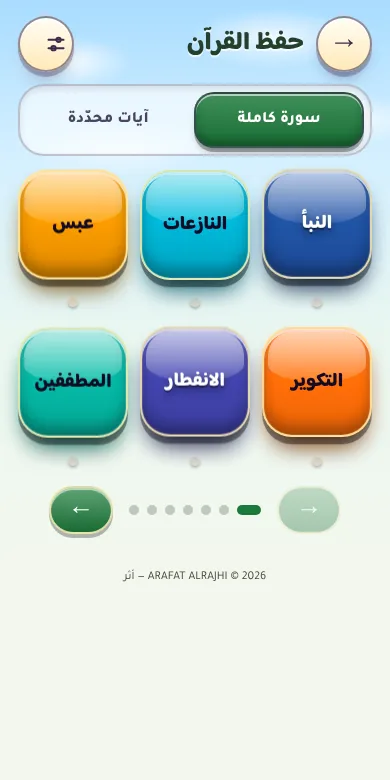 حفظ القرآن
سورة كاملة
آيات محدّدة
النبأ
النازعات
عبس
التكوير
الانفطار
المطففين
أثر – ARAFAT ALRAJHI © 2026